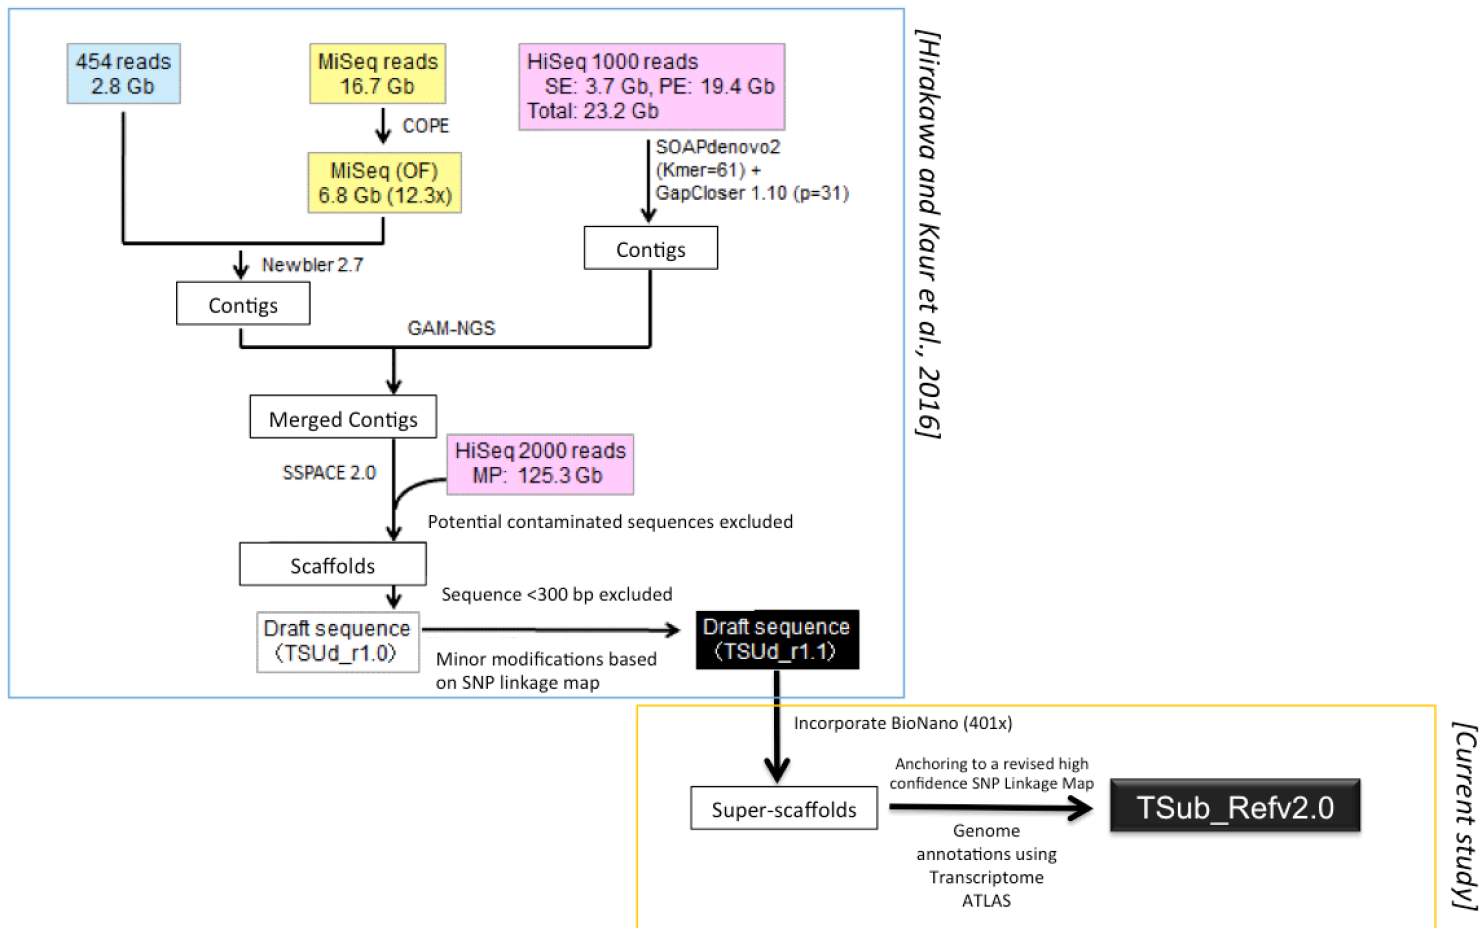 454 reads
2.8 Gb
MiSeq reads
16.7 Gb
HiSeq 1000 reads
SE: 3.7 Gb, PE: 19.4 Gb
Total: 23.2 Gb
COPE
SOAPdenovo2
(Kmer=61) +
GapCloser 1.10 (p=31)
MiSeq (OF)
6.8 Gb (12.3x)
Contigs
Newbler 2.7
Contigs
GAM-NGS
Merged Contigs
SSPACE 2.0
HiSeq 2000 reads
MP: 125.3 Gb
Potential contaminated sequences excluded
Scaffolds
Sequence <300 bp excluded
Draft sequence
(TSUd_r1.0)
Minor modifications based
on SNP linkage map
Draft sequence
(TSUd_r1.1)
[Hirakawa and Kaur et al., 2016]
Incorporate BioNano (401x)
Super-scaffolds
Anchoring to a revised high
confidence SNP Linkage Map
Genome
annotations using
Transcriptome
ATLAS
TSub_Refv2.0
[Current study]